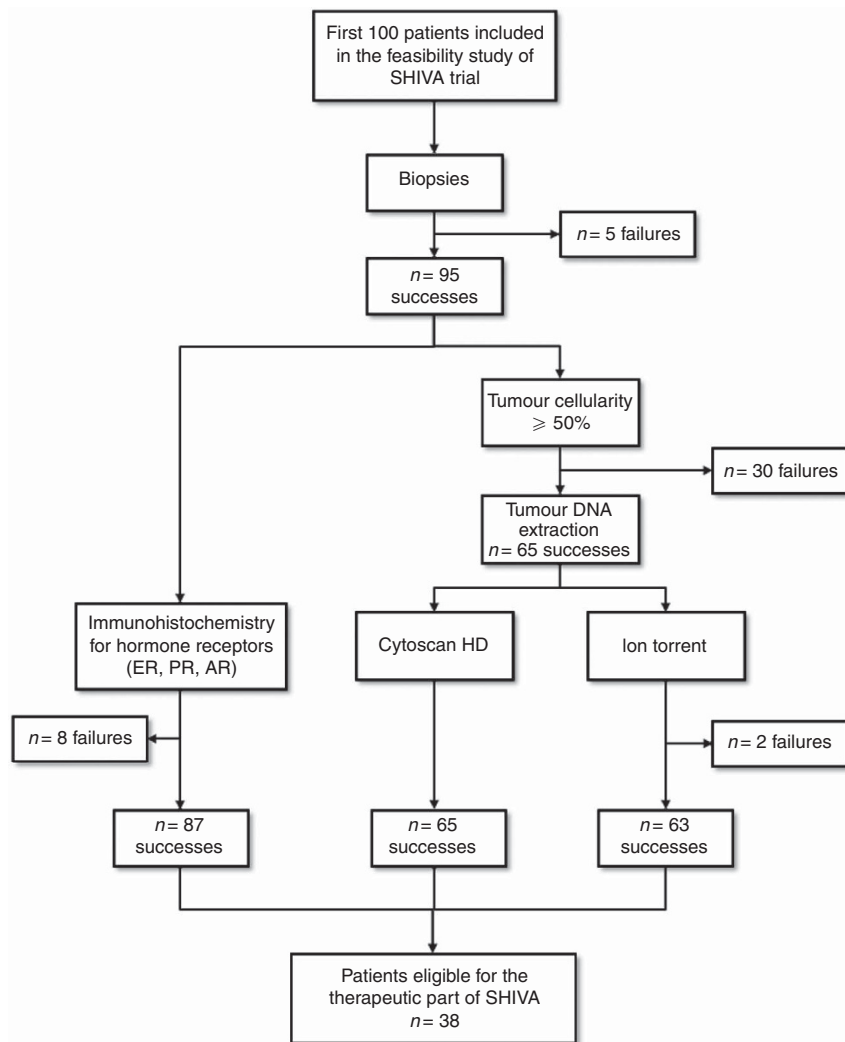 First 100 patients included
in the feasibility study of
SHIVA trial
Biopsies
n= 5 failures
n= 95
successes
Tumour cellularity
⩾ 50%
n= 30 failures
Tumour DNA
extraction
n= 65 successes
Immunohistochemistry
for hormone receptors
(ER, PR, AR)
Cytoscan HD
Ion torrent
n= 8 failures
n= 2 failures
n= 87
successes
n= 65
successes
n= 63
successes
Patients eligible for the
therapeutic part of SHIVA
n = 38